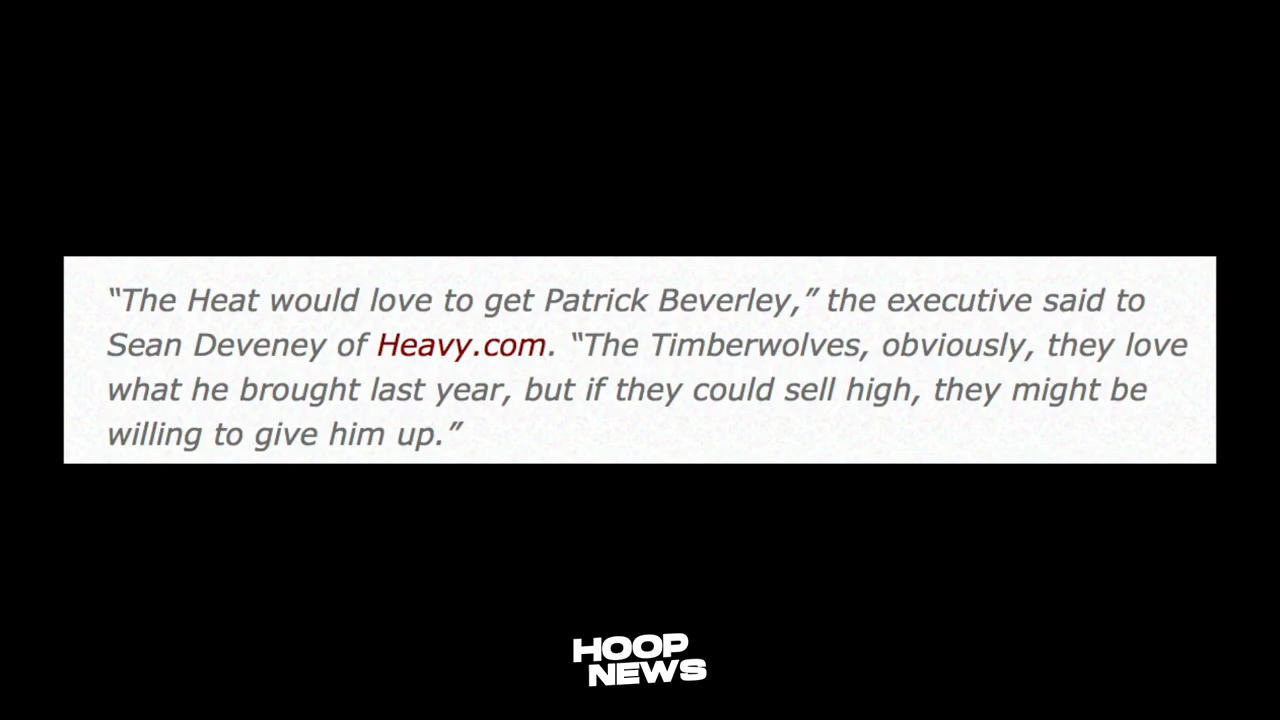 “The Heat would love to get Patrick Beverley,” the executive said to
Sean Deveney of Heavy.com. “The Timberwolves, obviously, they love
what he brought last year, but if they could sell high, they might be
willing to give him up.”
HOOP
NEWS